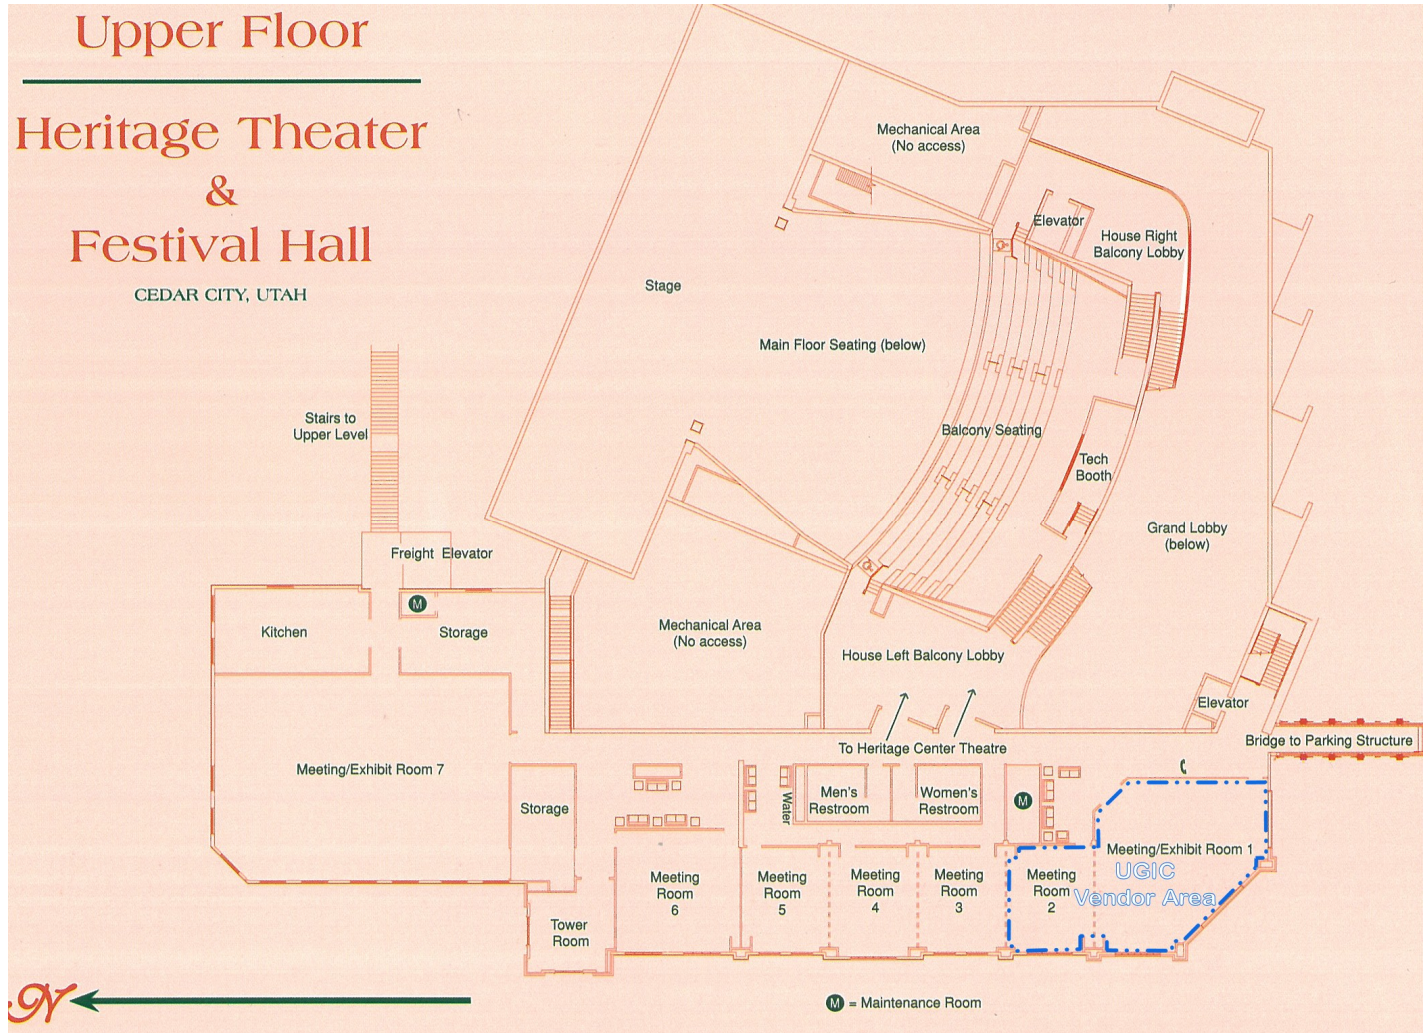 Upper Floor
Heritage Theater
&
Festival Hall
CEDAR CITY, UTAH
Mechanical Area
(No access)
Elevator
House Right
Balcony Lobby
Stage
Main Floor Seating (below)
Stairs to
Upper Level
Balcony Seating
Tech
Booth
Grand Lobby
(below)
Freight Elevator
M
Kitchen
Storage
Mechanical Area
(No access)
House Left Balcony Lobby
Elevator
To Heritage Center Theatre
Bridge to Parking Structure
Meeting/Exhibit Room 7
Storage
Water
Men's
Restroom
Women's
Restroom
M
Meeting/Exhibit Room 1
UGIC
Vendor Area
Meeting
Room
6
Meeting
Room
5
Meeting
Room
4
Meeting
Room
3
Meeting
Room
2
Tower
Room
N
M = Maintenance Room